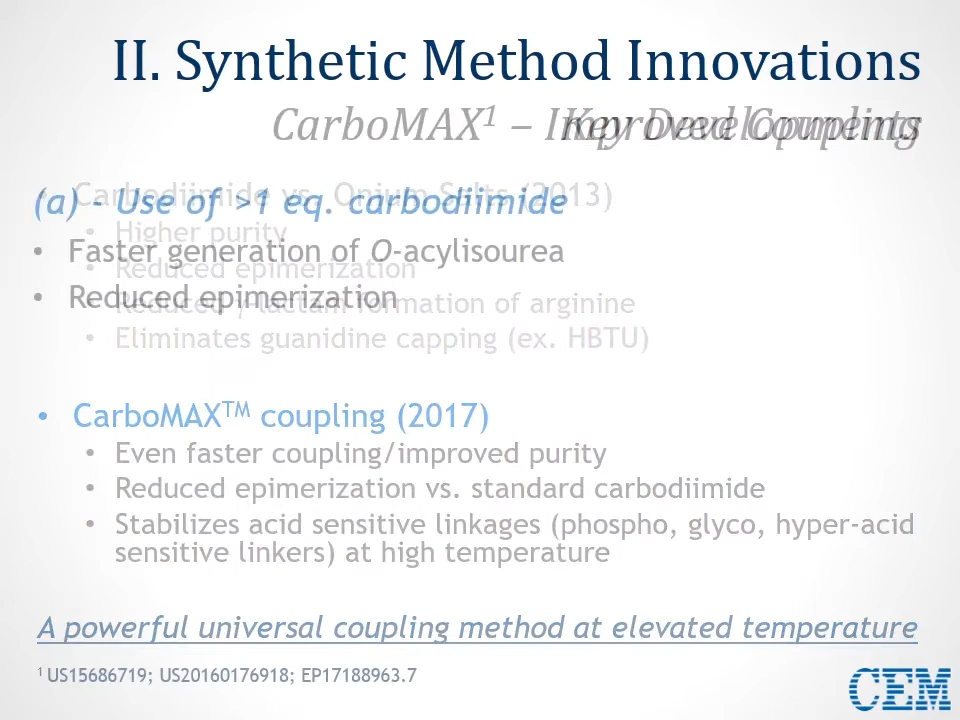 II. Synthetic Method Innovations
CarboMAX¹ – Improved Coupling
Key Developments
(a) - Use of >1 eq. carbodiimide
• Carbodiimide vs. Onium Salts (2013)
• Higher purity
• Faster generation of O-acylisourea
• Reduced epimerization
• Reduced epimerization
• Reduced γ-lactam formation of arginine
• Eliminates guanidine capping (ex. HBTU)
• CarboMAX™ coupling (2017)
• Even faster coupling/improved purity
• Reduced epimerization vs. standard carbodiimide
• Stabilizes acid sensitive linkages (phospho, glyco, hyper-acid
sensitive linkers) at high temperature
A powerful universal coupling method at elevated temperature
¹ US15686719; US20160176918; EP17188963.7
CEM